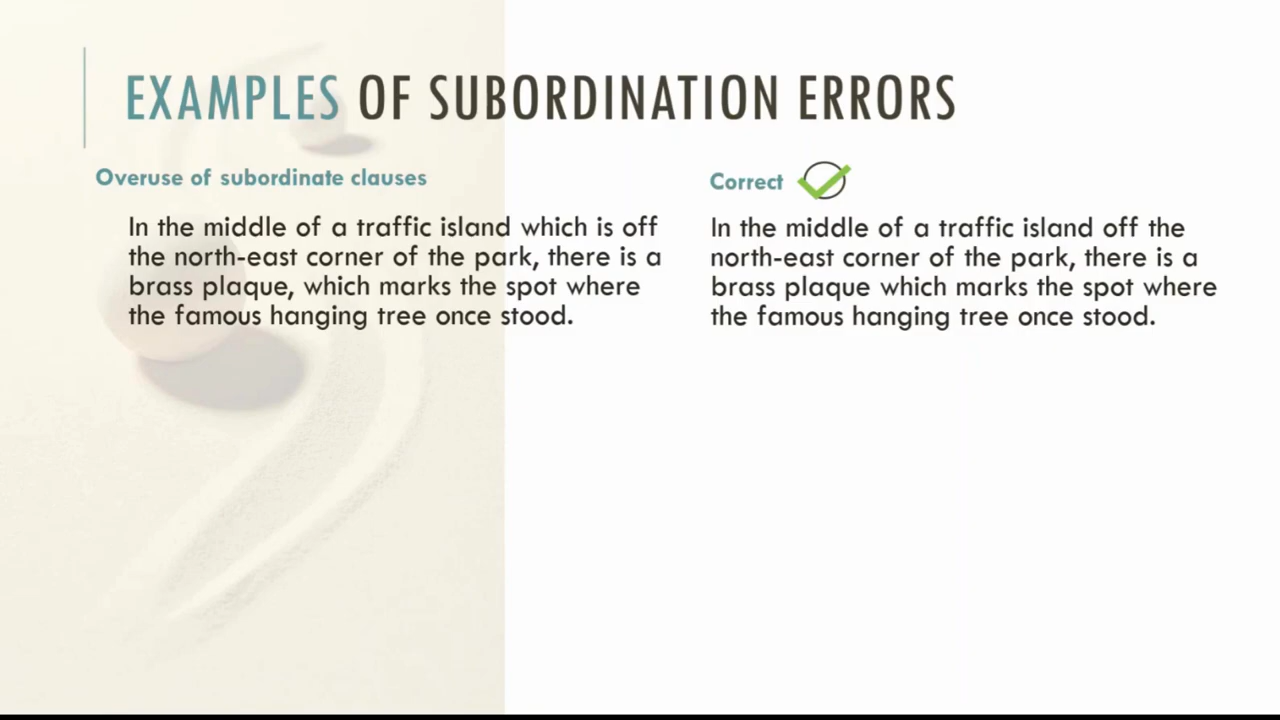 EXAMPLES OF SUBORDINATION ERRORS
Overuse of subordinate clauses
In the middle of a traffic island which is off
the north-east corner of the park, there is a
brass plaque, which marks the spot where
the famous hanging tree once stood.
Correct
In the middle of a traffic island off the
north-east corner of the park, there is a
brass plaque which marks the spot where
the famous hanging tree once stood.